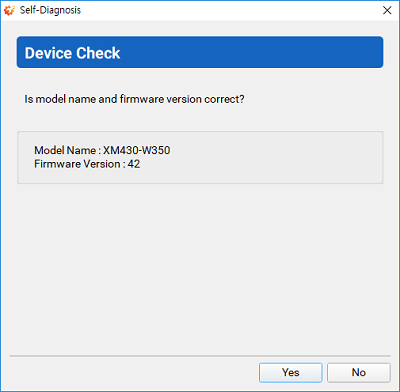 Self-Diagnosis
Device Check
Is model name and firmware version correct?
Model Name : XM430-W350
Firmware Version : 42
Yes
No